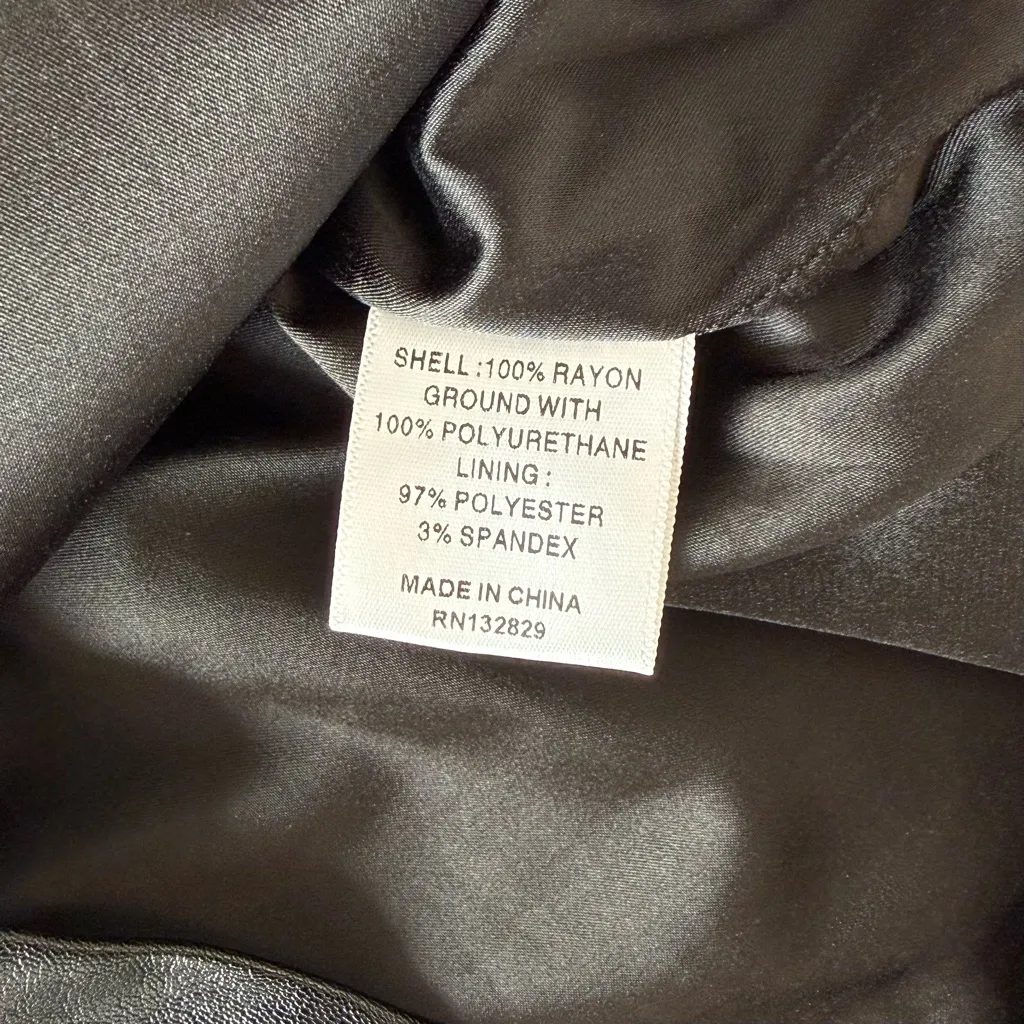 SHELL :100% RAYON
GROUND WITH
100% POLYURETHANE
LINING :
97% POLYESTER
3% SPANDEX
MADE IN CHINA
RN132829